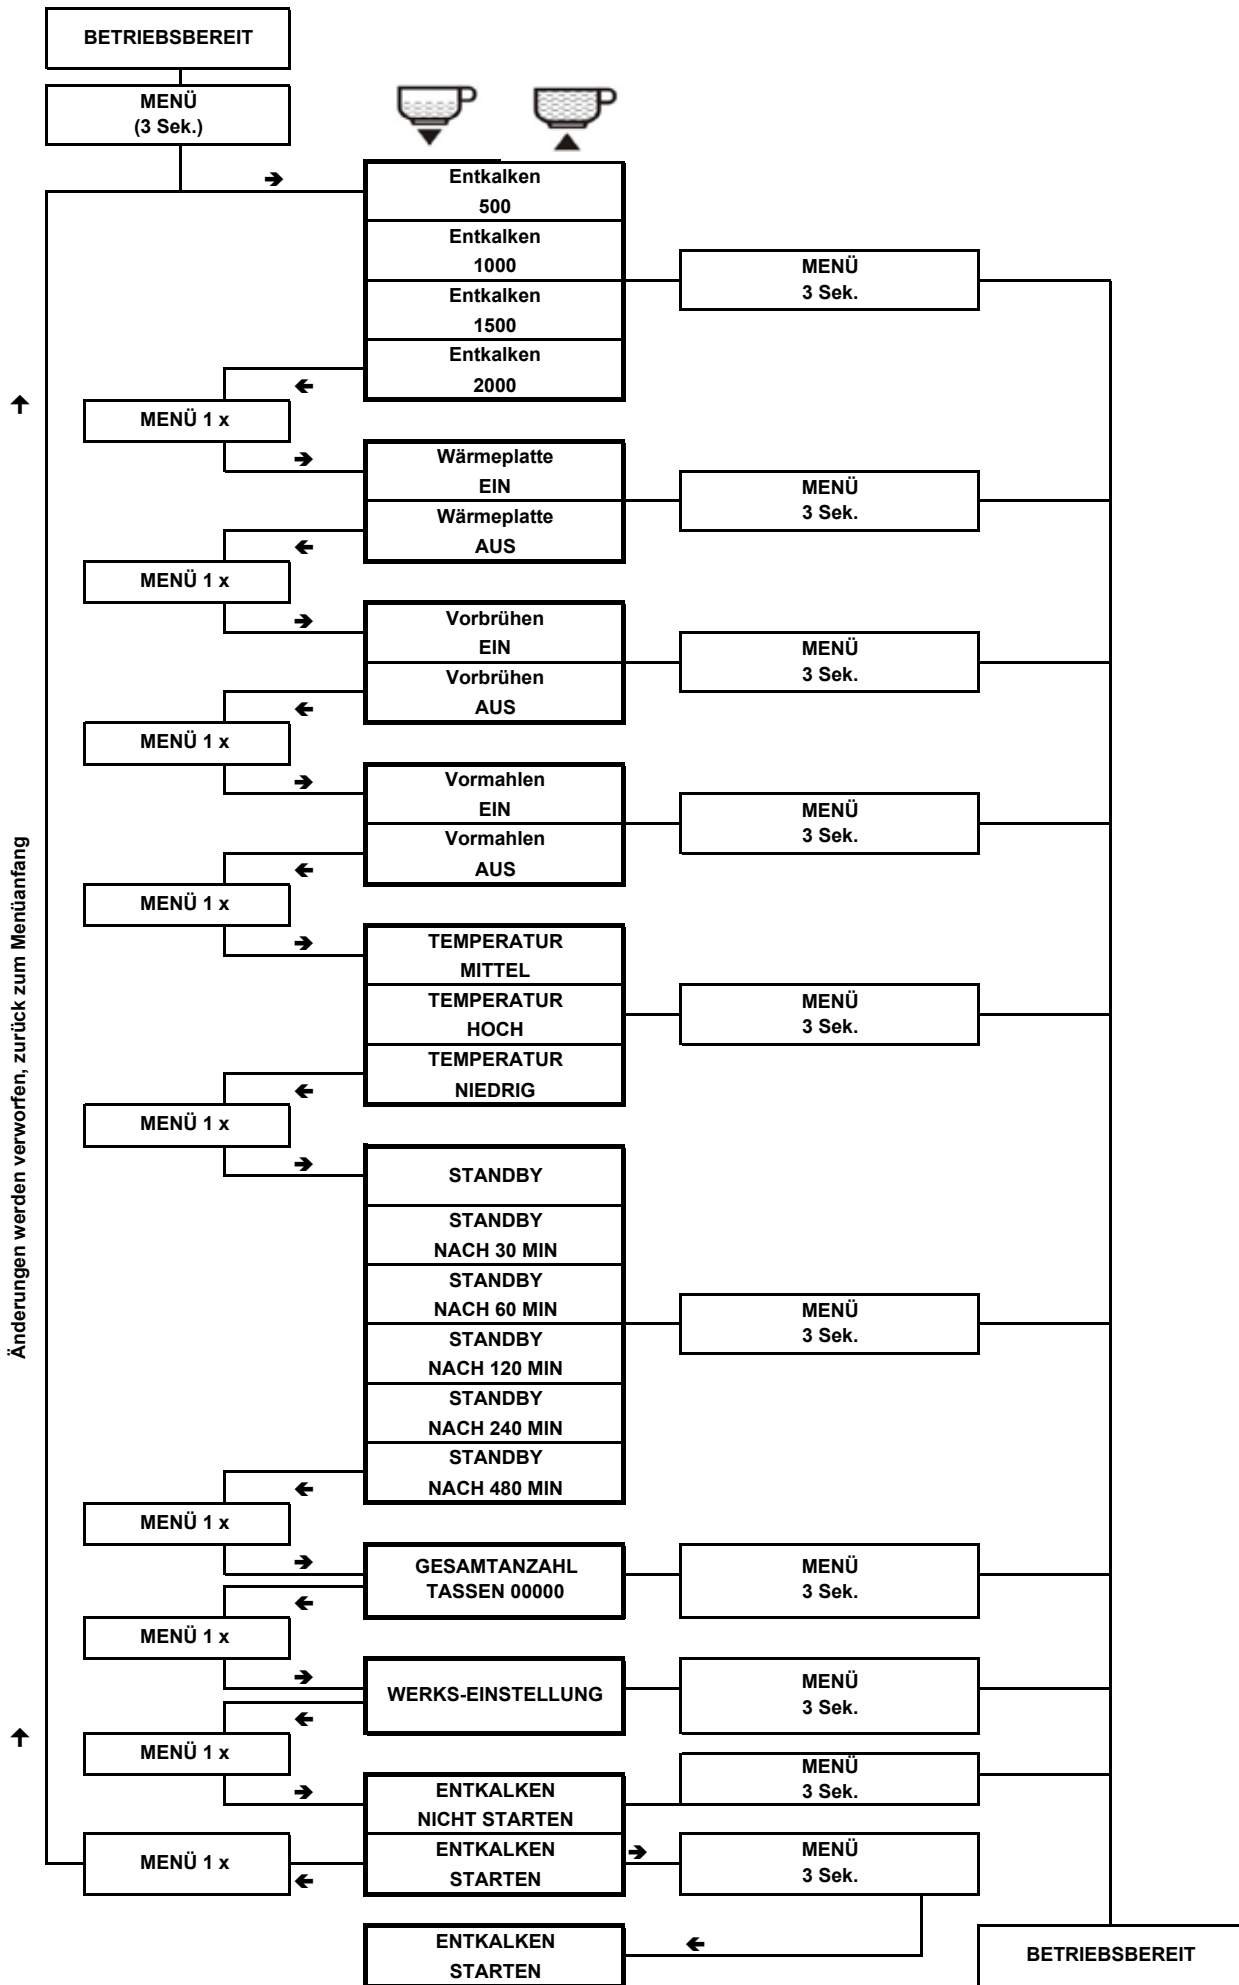 BETRIEBSBEREIT
MENÜ
(3 Sek.)
Entkalken
500
Entkalken
1000
Entkalken
1500
Entkalken
2000
MENÜ
3 Sek.
MENÜ 1 x
Wärmeplatte
EIN
Wärmeplatte
AUS
MENÜ
3 Sek.
MENÜ 1 x
Vorbrühen
EIN
Vorbrühen
AUS
MENÜ
3 Sek.
MENÜ 1 x
Vormahlen
EIN
Vormahlen
AUS
MENÜ
3 Sek.
MENÜ 1 x
TEMPERATUR
MITTEL
TEMPERATUR
HOCH
TEMPERATUR
NIEDRIG
MENÜ
3 Sek.
MENÜ 1 x
STANDBY
STANDBY
NACH 30 MIN
STANDBY
NACH 60 MIN
STANDBY
NACH 120 MIN
STANDBY
NACH 240 MIN
STANDBY
NACH 480 MIN
MENÜ
3 Sek.
MENÜ 1 x
GESAMTANZAHL
TASSEN 00000
MENÜ
3 Sek.
MENÜ 1 x
WERKS-EINSTELLUNG
MENÜ
3 Sek.
MENÜ 1 x
ENTKALKEN
NICHT STARTEN
MENÜ
3 Sek.
ENTKALKEN
STARTEN
MENÜ
3 Sek.
MENÜ 1 x
ENTKALKEN
STARTEN
BETRIEBSBEREIT
Änderungen werden verworfen, zurück zum Menüanfang